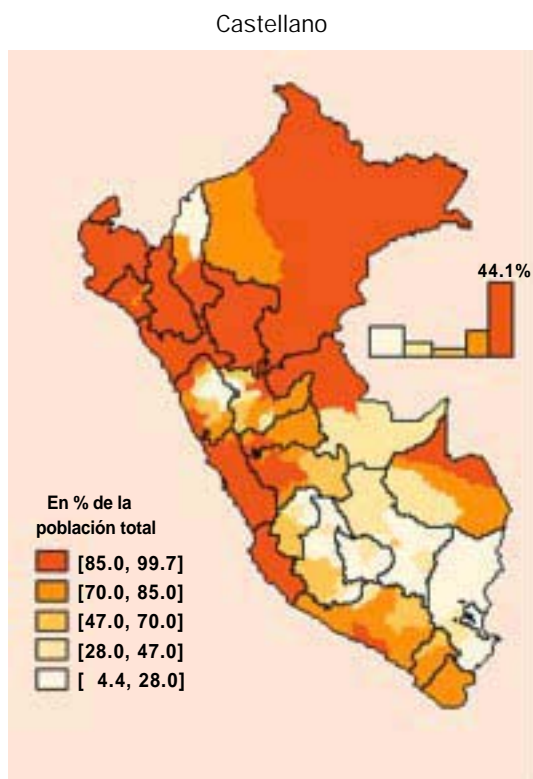 Castellano
44.1%
En % de la
población total
[85.0, 99.7]
[70.0, 85.0]
[47.0, 70.0]
[28.0, 47.0]
[ 4.4, 28.0]